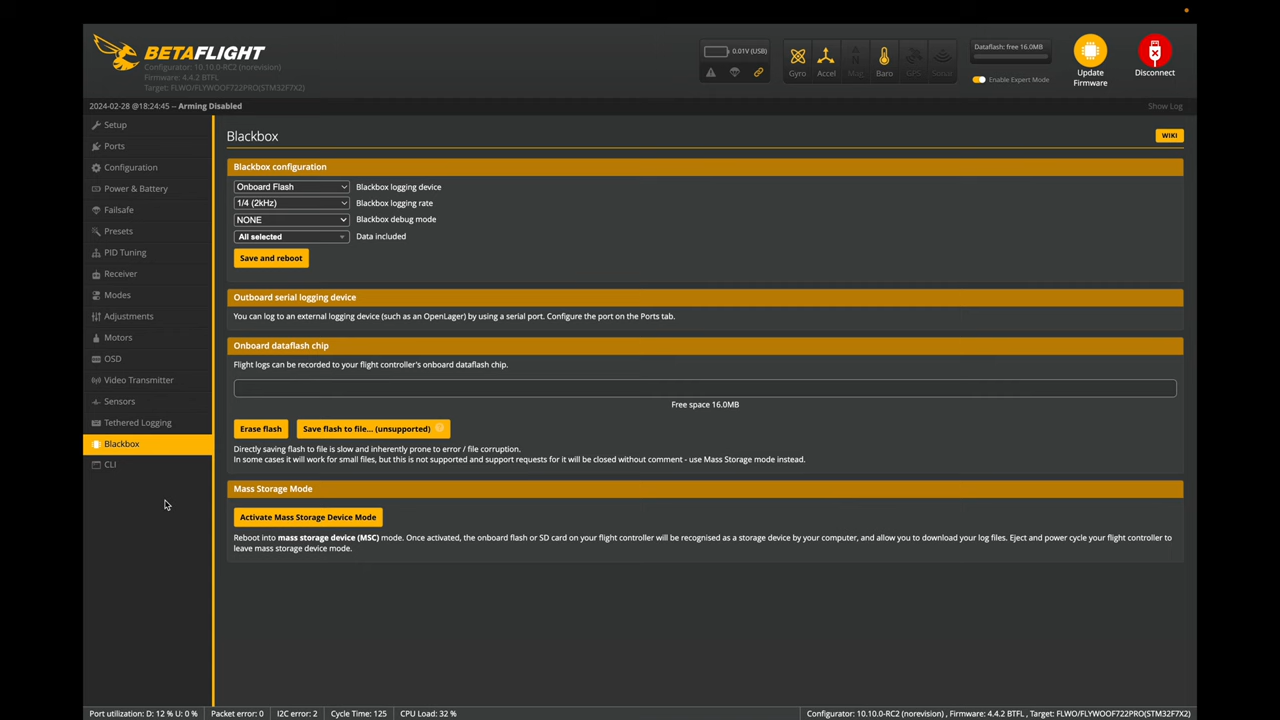 BETAFLIGHT
Configurator: 10.10.0-RC2 (norevision)
Firmware: 4.4.2 BTFL
Target: FLWO/FLYWOOF722PRO(STM32F7X2)
0.01V (USB)
Gyro
Accel
Mag
Baro
GPS
Sonar
Dataflash: free 16.0MB
Enable Expert Mode
Update
Firmware
Disconnect
2024-02-28 @18:24:45 -- Arming Disabled
Show Log
Setup
Ports
Configuration
Power & Battery
Failsafe
Presets
PID Tuning
Receiver
Modes
Adjustments
Motors
OSD
Video Transmitter
Sensors
Tethered Logging
Blackbox
CLI
Blackbox
WIKI
Blackbox configuration
Onboard Flash Blackbox logging device
1/4 (2kHz) Blackbox logging rate
NONE Blackbox debug mode
All selected Data included
Save and reboot
Outboard serial logging device
You can log to an external logging device (such as an OpenLager) by using a serial port. Configure the port on the Ports tab.
Onboard dataflash chip
Flight logs can be recorded to your flight controller's onboard dataflash chip.
Free space 16.0MB
Erase flash Save flash to file... (unsupported)
Directly saving flash to file is slow and inherently prone to error / file corruption.
In some cases it will work for small files, but this is not supported and support requests for it will be closed without comment - use Mass Storage mode instead.
Mass Storage Mode
Activate Mass Storage Device Mode
Reboot into mass storage device (MSC) mode. Once activated, the onboard flash or SD card on your flight controller will be recognised as a storage device by your computer, and allow you to download your log files. Eject and power cycle your flight controller to
leave mass storage device mode.
Port utilization: D: 12 % U: 0 % Packet error: 0 I2C error: 2 Cycle Time: 125 CPU Load: 32 % Configurator: 10.10.0-RC2 (norevision) , Firmware: 4.4.2 BTFL , Target: FLWO/FLYWOOF722PRO(STM32F7X2)